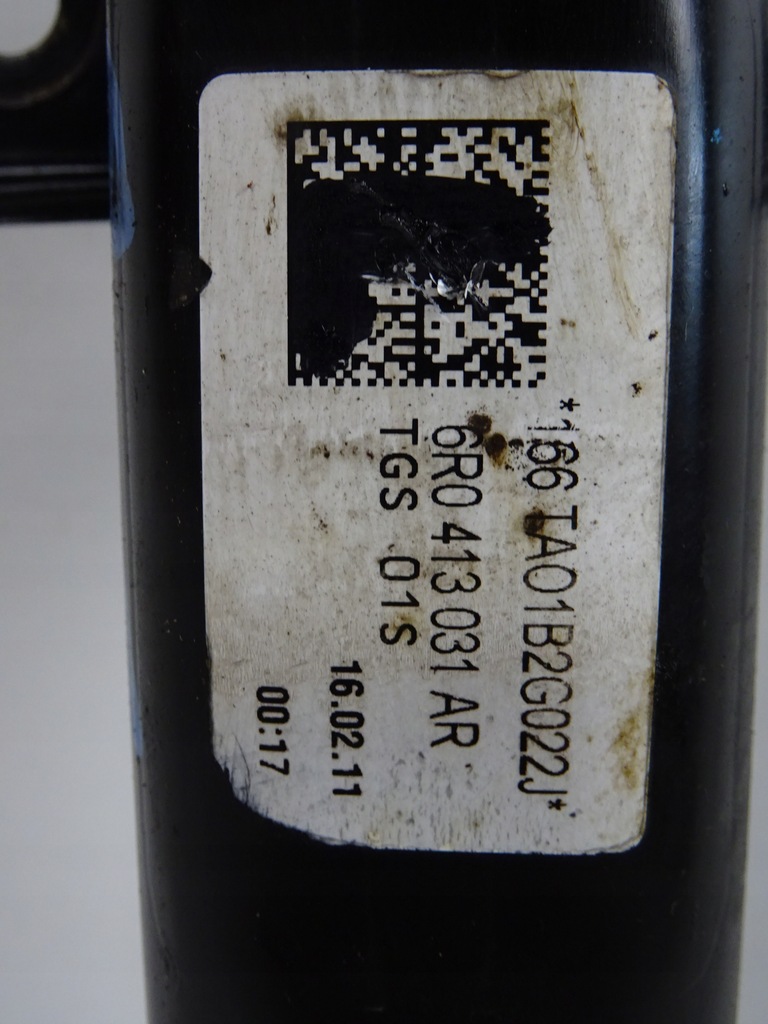 *166 TA01B2G022J*
6R0 413 031 AR
TGS 01S
16.02.11
00:17